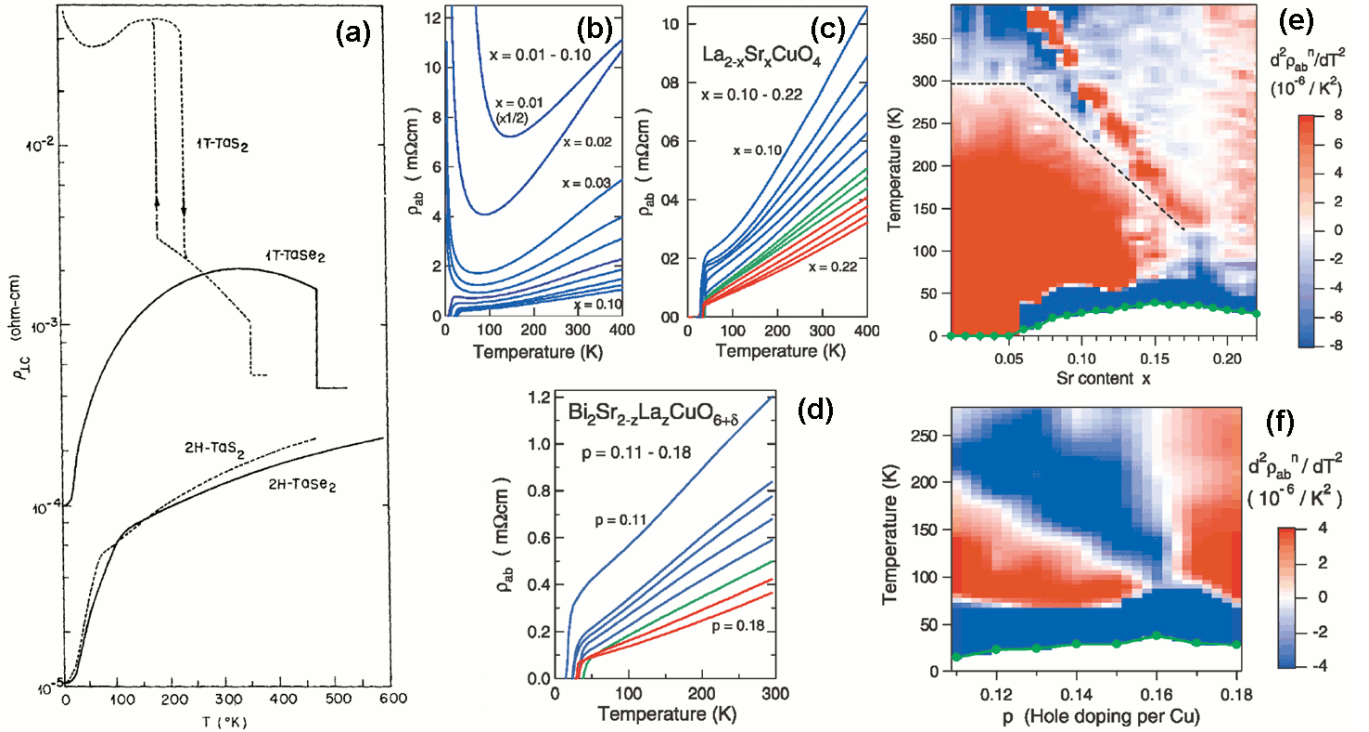 (a)
1T-TaS2
1T-TaSe2
2H-TaS2
2H-TaSe2
10-2
10-3
10-4
10-5
ρ⊥C (ohm-cm)
0 100 200 300 400 500 600
T (°K)
(b)
x = 0.01 - 0.10
x = 0.01
(x1/2)
x = 0.02
x = 0.03
x = 0.10
12
10
8
6
4
2
0
ρab ( mΩcm )
0 100 200 300 400
Temperature (K)
(c)
La2-xSrxCuO4
x = 0.10 - 0.22
x = 0.10
x = 0.22
10
08
06
04
02
00
ρab ( mΩcm )
0 100 200 300 400
Temperature (K)
(d)
Bi2Sr2-zLazCuO6+δ
p = 0.11 - 0.18
p = 0.11
p = 0.18
1.2
1.0
0.8
0.6
0.4
0.2
0.0
ρab ( mΩcm )
0 100 200 300
Temperature (K)
(e)
d2ρabn/dT2
(10-6 / K2)
8
6
4
2
0
-2
-4
-6
-8
350
300
250
200
150
100
50
0
Temperature (K)
0.05 0.10 0.15 0.20
Sr content x
(f)
d2ρabn / dT2
( 10-6 / K2 )
4
2
0
-2
-4
250
200
150
100
50
0
Temperature (K)
0.12 0.14 0.16 0.18
p (Hole doping per Cu)